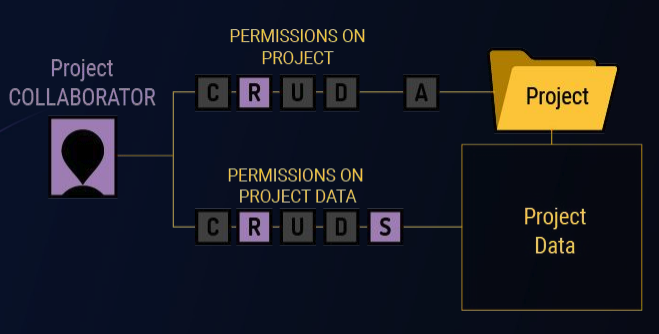 PERMISSIONS ON
PROJECT
Project
COLLABORATOR
C R U D A
Project
PERMISSIONS ON
PROJECT DATA
C R U D S
Project
Data